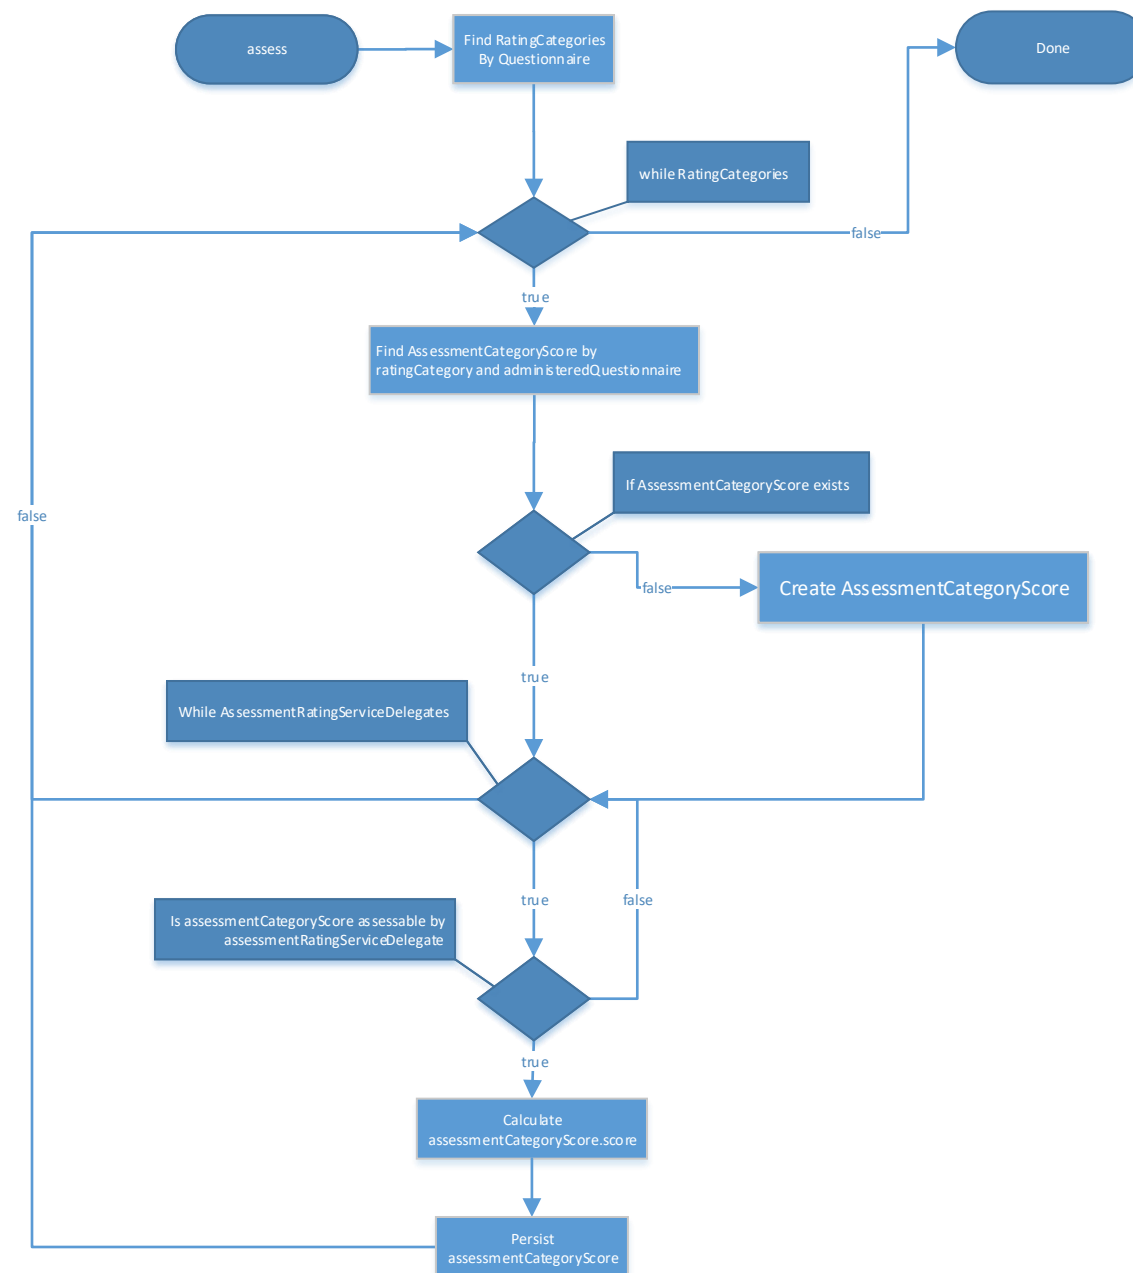 assess
Find RatingCategories
By Questionnaire
Done
while RatingCategories
false
true
Find AssessmentCategoryScore by
ratingCategory and administeredQuestionnaire
If AssessmentCategoryScore exists
false
false
Create AssessmentCategoryScore
true
While AssessmentRatingServiceDelegates
true
false
Is assessmentCategoryScore assessable by
assessmentRatingServiceDelegate
true
Calculate
assessmentCategoryScore.score
Persist
assessmentCategoryScore